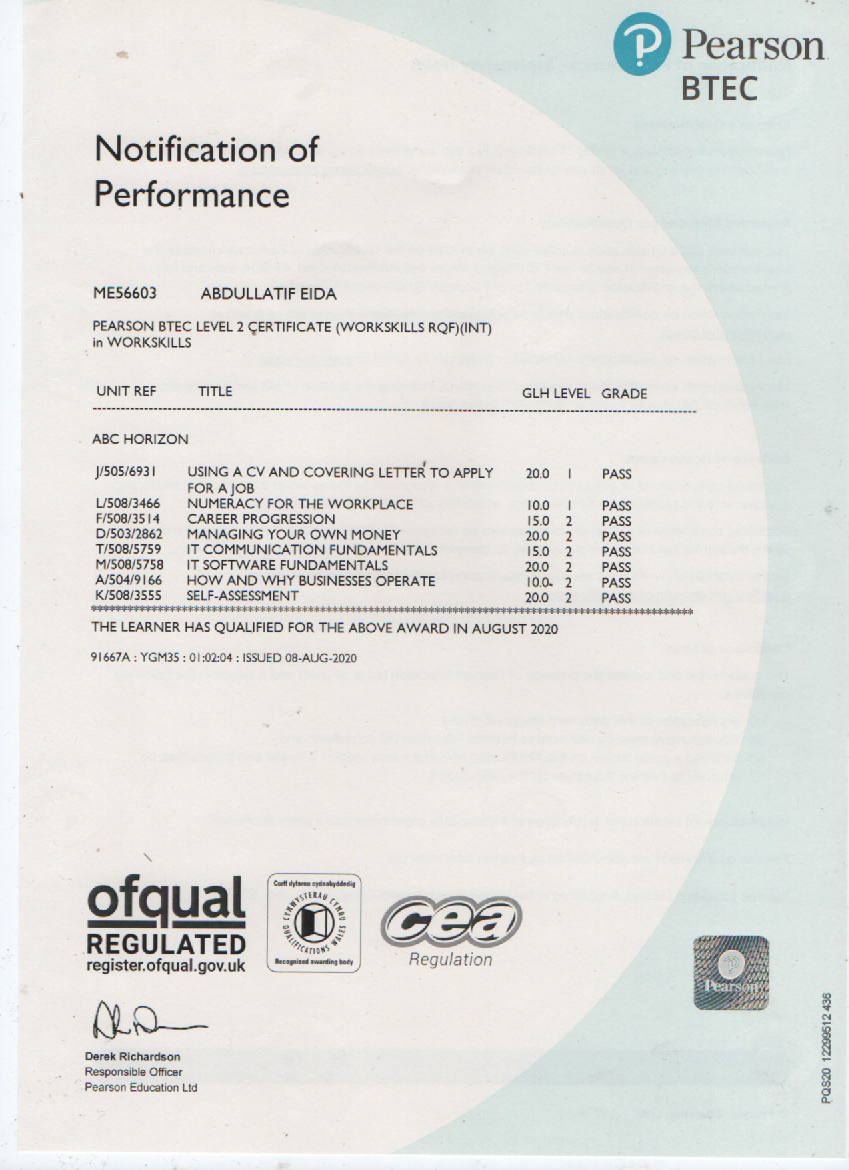 Pearson
BTEC
Notification of
Performance
ME56603 ABDULLATIF EIDA
PEARSON BTEC LEVEL 2 CERTIFICATE (WORKSKILLS RQF)(INT)
in WORKSKILLS
UNIT REF TITLE GLH LEVEL GRADE
ABC HORIZON
J/505/6931 USING A CV AND COVERING LETTER TO APPLY 20.0 1 PASS
FOR A JOB
L/508/3466 NUMERACY FOR THE WORKPLACE 10.0 1 PASS
F/508/3514 CAREER PROGRESSION 15.0 2 PASS
D/503/2862 MANAGING YOUR OWN MONEY 20.0 2 PASS
T/508/5759 IT COMMUNICATION FUNDAMENTALS 15.0 2 PASS
M/508/5758 IT SOFTWARE FUNDAMENTALS 20.0 2 PASS
A/504/9166 HOW AND WHY BUSINESSES OPERATE 10.0 2 PASS
K/508/3555 SELF-ASSESSMENT 20.0 2 PASS
THE LEARNER HAS QUALIFIED FOR THE ABOVE AWARD IN AUGUST 2020
91667A : YGM35 : 01:02:04 : ISSUED 08-AUG-2020
ofqual
REGULATED
register.ofqual.gov.uk
Corff dyfarnu cydnabyddedig
CYMWYSTERAU CYMRU
QUALIFICATIONS WALES
Recognised awarding body
cea
Regulation
Pearson
Derek Richardson
Responsible Officer
Pearson Education Ltd
PQS20 12299512 436